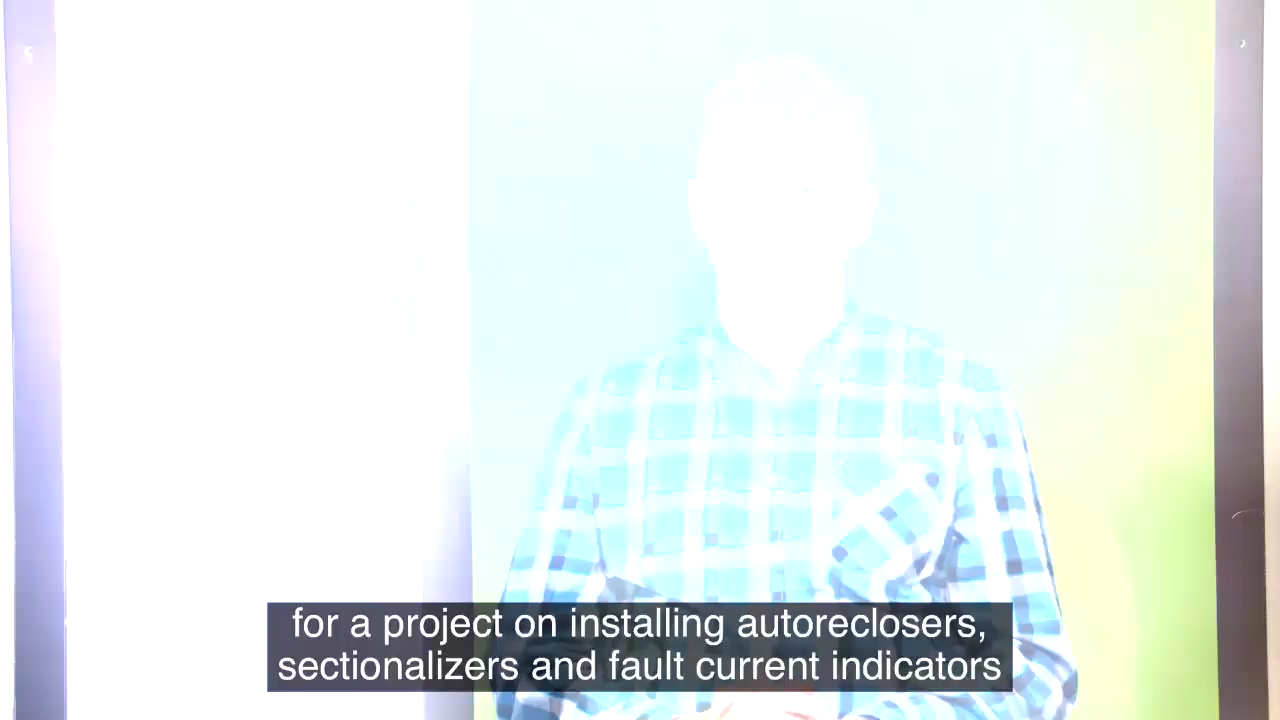 for a project on installing autoreclosers,
sectionalizers and fault current indicators